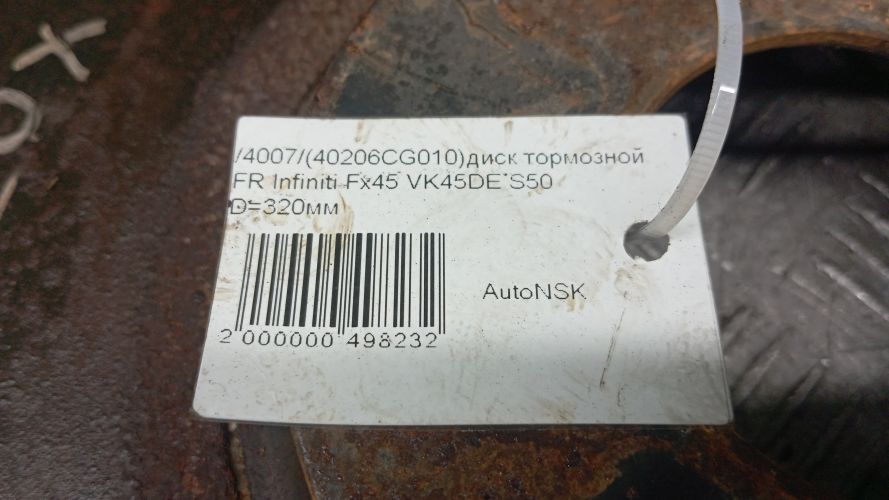 /4007/(40206CG010)диск тормозной
FR Infiniti Fx45 VK45DE S50
D=320мм
AutoNSK
2 000000 498232